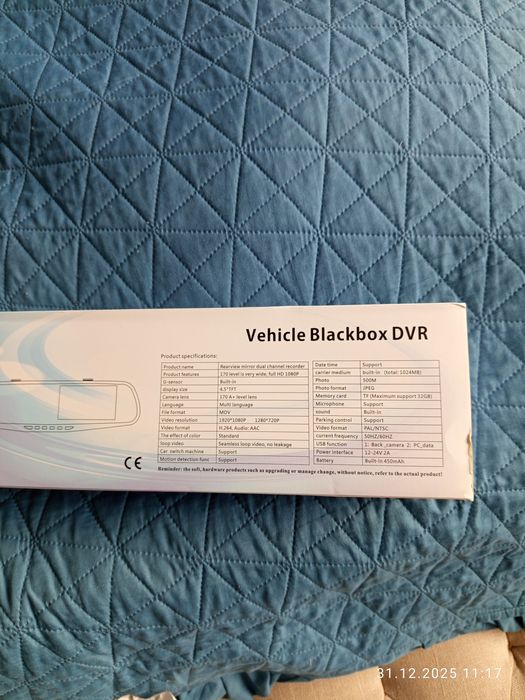 Vehicle Blackbox DVR
Product specifications:
Product name Rearview mirror dual channel recorder
Product features 170 level is very wide, full HD 1080P
G-sensor Built-in
display size 4.5"TFT
Camera lens 170 A+ level lens
Language Multi language
File format MOV
Video resolution 1920*1080P 1280*720P
Video format H.264, Audio: AAC
The effect of color Standard
loop video Seamless loop video, no leakage
Car switch machine Support
Motion detection func Support
Date time Support
carrier medium built-in (total: 1024MB)
Photo 500M
Photo format JPEG
Memory card TF (Maximum support 32GB)
Microphone Support
sound Built-in
Parking control Support
Video format PAL/NTSC
current frequency 50HZ/60HZ
USB function 1: Back_camera 2: PC_data
Power interface 12-24V 2A
Battery Built-in 450mAh
CE
Reminder: the soft, hardware products such as upgrading or manage change, without notice, refer to the actual product!
31.12.2025 11:17